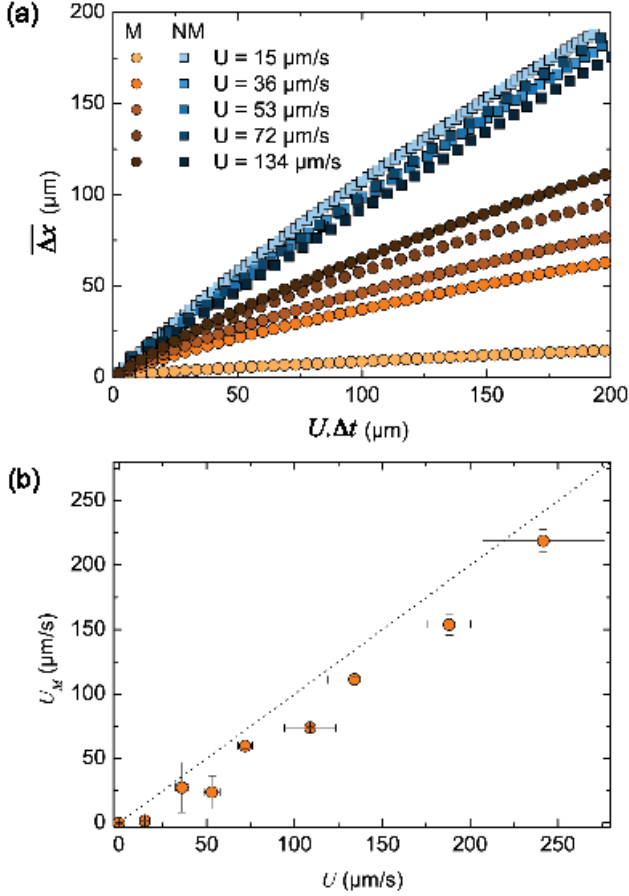 (a)
200
150
100
50
0
M NM
U = 15 µm/s
U = 36 µm/s
U = 53 µm/s
U = 72 µm/s
U = 134 µm/s
Δx (µm)
0 50 100 150 200
U.Δt (µm)
(b)
250
200
150
100
50
0
U_M (µm/s)
0 50 100 150 200 250
U (µm/s)